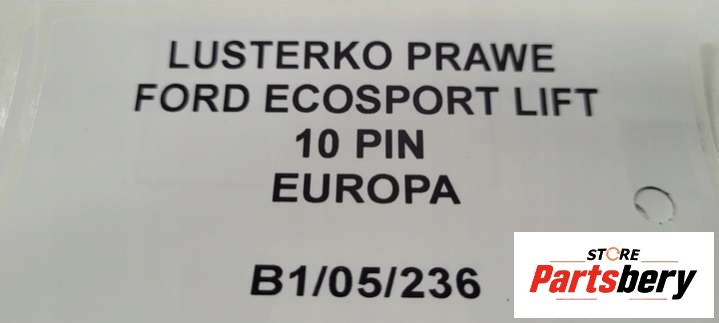 LUSTERKO PRAWE
FORD ECOSPORT LIFT
10 PIN
EUROPA
B1/05/236
STORE
Partsbery